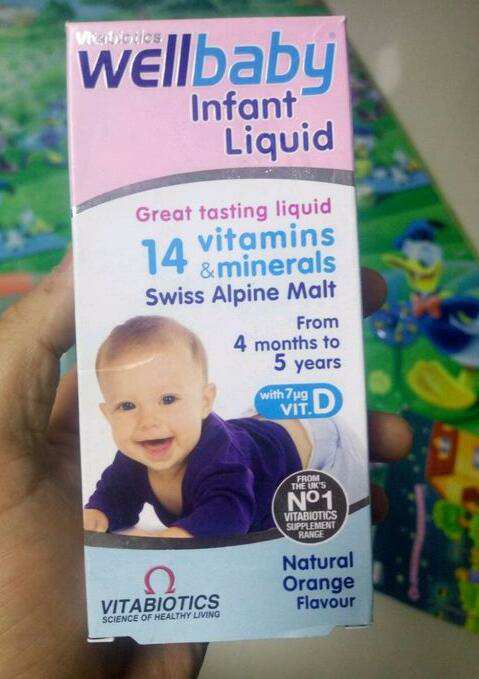 Vitabiotics
wellbaby
Infant
Liquid
Great tasting liquid
14 vitamins
& minerals
Swiss Alpine Malt
From
4 months to
5 years
with 7µg
VIT. D
FROM
THE UK'S
Nº1
VITABIOTICS
SUPPLEMENT
RANGE
Natural
Orange
Flavour
VITABIOTICS
SCIENCE OF HEALTHY LIVING